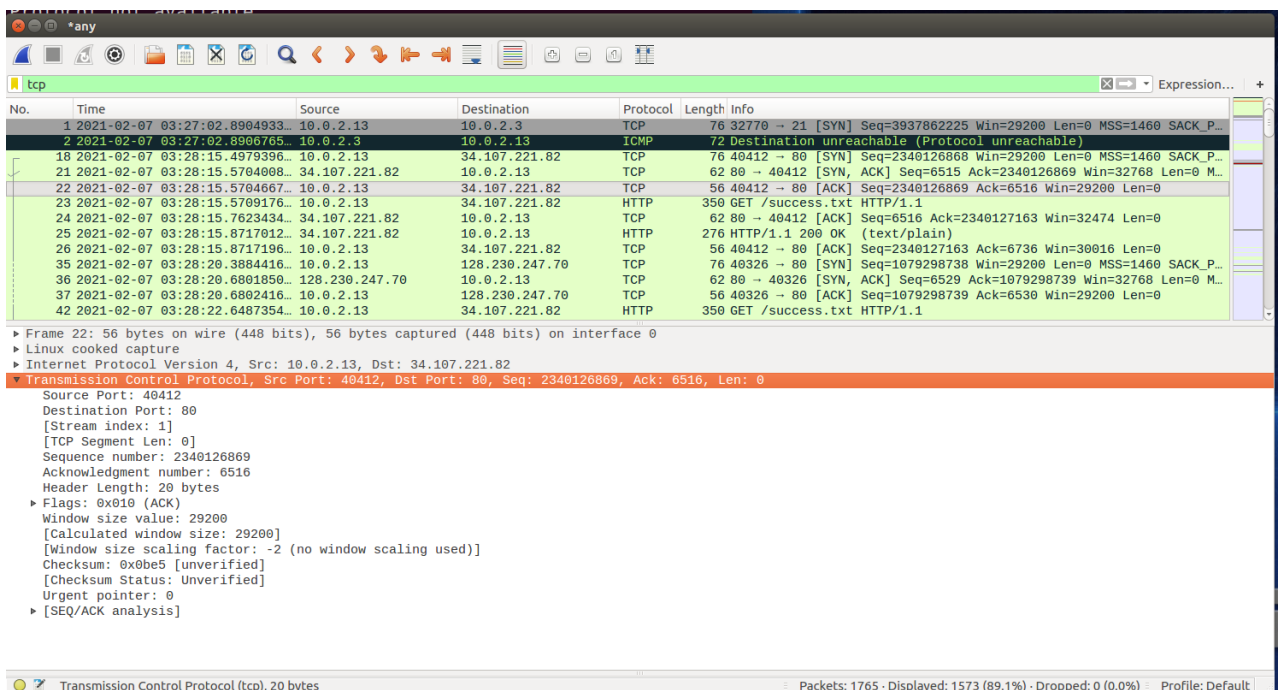 Protocol not available
*any
tcp
Expression… +
No. Time Source Destination Protocol Length Info
1 2021-02-07 03:27:02.8904933… 10.0.2.13 10.0.2.3 TCP 76 32770 → 21 [SYN] Seq=3937862225 Win=29200 Len=0 MSS=1460 SACK_P…
2 2021-02-07 03:27:02.8906765… 10.0.2.3 10.0.2.13 ICMP 72 Destination unreachable (Protocol unreachable)
18 2021-02-07 03:28:15.4979396… 10.0.2.13 34.107.221.82 TCP 76 40412 → 80 [SYN] Seq=2340126868 Win=29200 Len=0 MSS=1460 SACK_P…
21 2021-02-07 03:28:15.5704008… 34.107.221.82 10.0.2.13 TCP 62 80 → 40412 [SYN, ACK] Seq=6515 Ack=2340126869 Win=32768 Len=0 M…
22 2021-02-07 03:28:15.5704667… 10.0.2.13 34.107.221.82 TCP 56 40412 → 80 [ACK] Seq=2340126869 Ack=6516 Win=29200 Len=0
23 2021-02-07 03:28:15.5709176… 10.0.2.13 34.107.221.82 HTTP 350 GET /success.txt HTTP/1.1
24 2021-02-07 03:28:15.7623434… 34.107.221.82 10.0.2.13 TCP 62 80 → 40412 [ACK] Seq=6516 Ack=2340127163 Win=32474 Len=0
25 2021-02-07 03:28:15.8717012… 34.107.221.82 10.0.2.13 HTTP 276 HTTP/1.1 200 OK (text/plain)
26 2021-02-07 03:28:15.8717196… 10.0.2.13 34.107.221.82 TCP 56 40412 → 80 [ACK] Seq=2340127163 Ack=6736 Win=30016 Len=0
35 2021-02-07 03:28:20.3884416… 10.0.2.13 128.230.247.70 TCP 76 40326 → 80 [SYN] Seq=1079298738 Win=29200 Len=0 MSS=1460 SACK_P…
36 2021-02-07 03:28:20.6801850… 128.230.247.70 10.0.2.13 TCP 62 80 → 40326 [SYN, ACK] Seq=6529 Ack=1079298739 Win=32768 Len=0 M…
37 2021-02-07 03:28:20.6802416… 10.0.2.13 128.230.247.70 TCP 56 40326 → 80 [ACK] Seq=1079298739 Ack=6530 Win=29200 Len=0
42 2021-02-07 03:28:22.6487354… 10.0.2.13 34.107.221.82 HTTP 350 GET /success.txt HTTP/1.1
Frame 22: 56 bytes on wire (448 bits), 56 bytes captured (448 bits) on interface 0
Linux cooked capture
Internet Protocol Version 4, Src: 10.0.2.13, Dst: 34.107.221.82
Transmission Control Protocol, Src Port: 40412, Dst Port: 80, Seq: 2340126869, Ack: 6516, Len: 0
Source Port: 40412
Destination Port: 80
[Stream index: 1]
[TCP Segment Len: 0]
Sequence number: 2340126869
Acknowledgment number: 6516
Header Length: 20 bytes
Flags: 0x010 (ACK)
Window size value: 29200
[Calculated window size: 29200]
[Window size scaling factor: -2 (no window scaling used)]
Checksum: 0x0be5 [unverified]
[Checksum Status: Unverified]
Urgent pointer: 0
[SEQ/ACK analysis]
Transmission Control Protocol (tcp), 20 bytes Packets: 1765 · Displayed: 1573 (89.1%) · Dropped: 0 (0.0%) Profile: Default